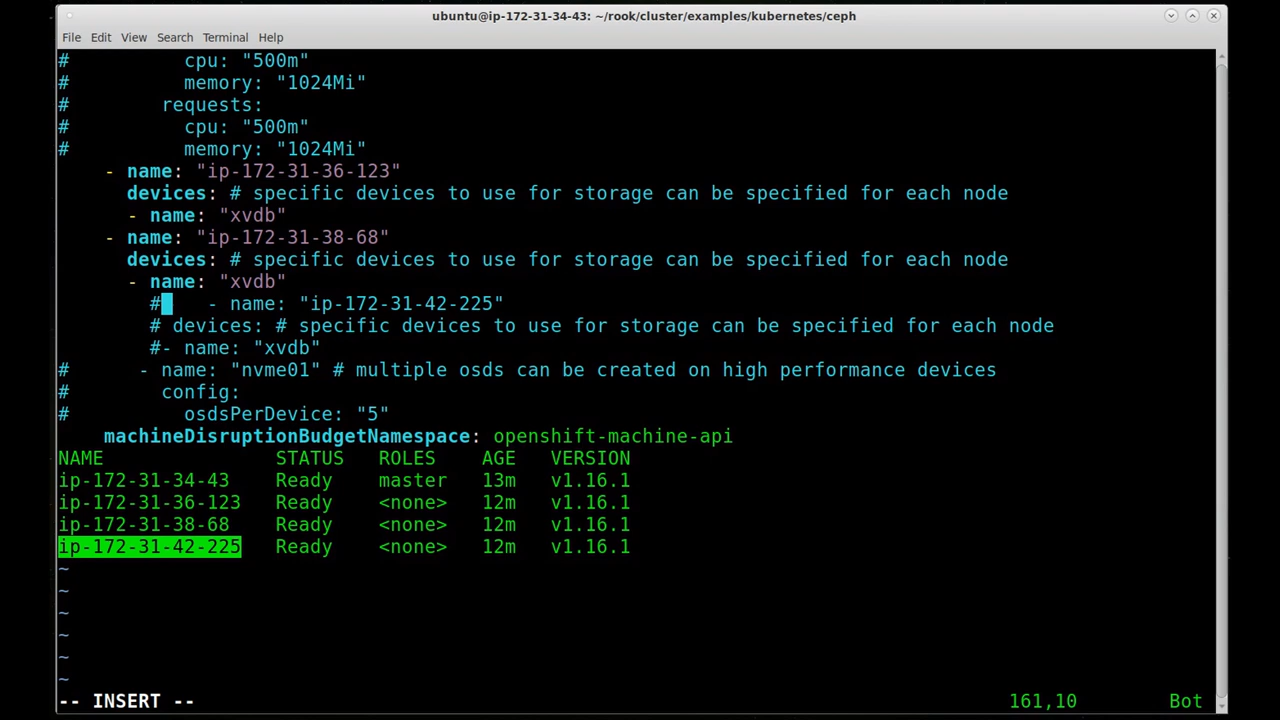 ubuntu@ip-172-31-34-43: ~/rook/cluster/examples/kubernetes/ceph
File Edit View Search Terminal Help
#          cpu: "500m"
#          memory: "1024Mi"
#        requests:
#          cpu: "500m"
#          memory: "1024Mi"
    - name: "ip-172-31-36-123"
      devices: # specific devices to use for storage can be specified for each node
      - name: "xvdb"
    - name: "ip-172-31-38-68"
      devices: # specific devices to use for storage can be specified for each node
      - name: "xvdb"
        #    - name: "ip-172-31-42-225"
        # devices: # specific devices to use for storage can be specified for each node
        #- name: "xvdb"
#      - name: "nvme01" # multiple osds can be created on high performance devices
#        config:
#          osdsPerDevice: "5"
    machineDisruptionBudgetNamespace: openshift-machine-api
NAME               STATUS   ROLES    AGE   VERSION
ip-172-31-34-43    Ready    master   13m   v1.16.1
ip-172-31-36-123   Ready    <none>   12m   v1.16.1
ip-172-31-38-68    Ready    <none>   12m   v1.16.1
ip-172-31-42-225   Ready    <none>   12m   v1.16.1
~
~
~
~
~
~
-- INSERT -- 161,10 Bot